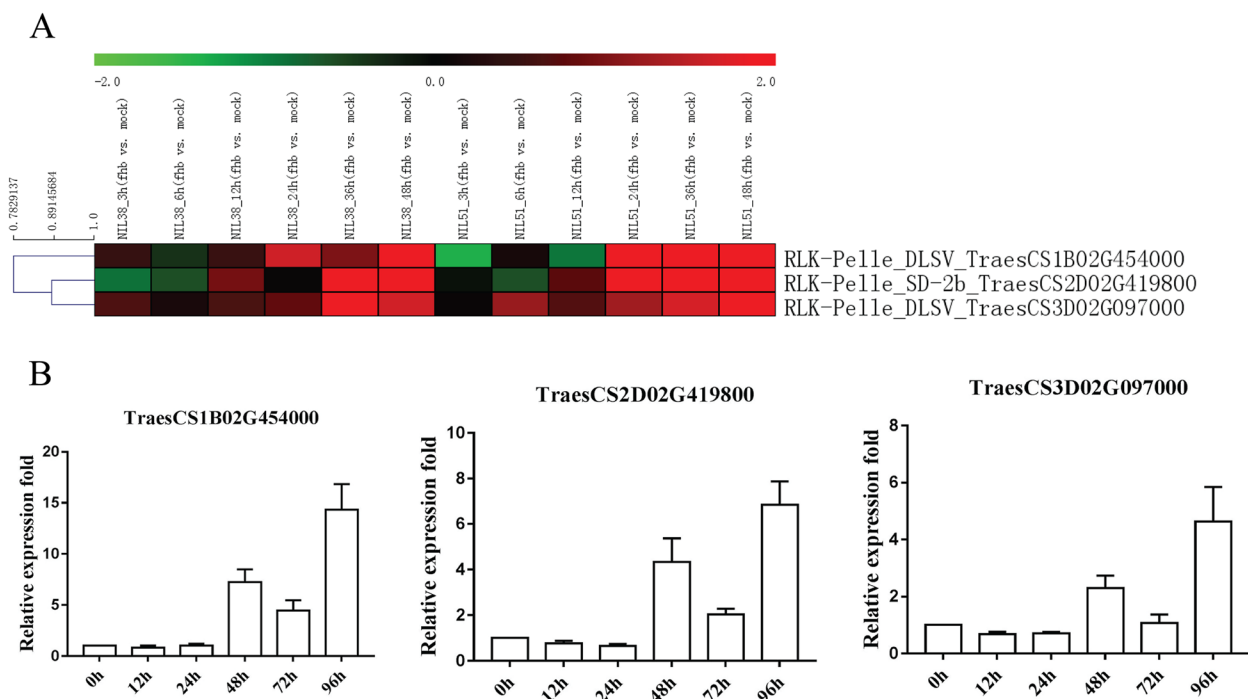 A
-2.0 0.0 2.0
0.7829137
0.89145684
1.0
NIL38_3h(fhb vs. mock)
NIL38_6h(fhb vs. mock)
NIL38_12h(fhb vs. mock)
NIL38_24h(fhb vs. mock)
NIL38_36h(fhb vs. mock)
NIL38_48h(fhb vs. mock)
NIL51_3h(fhb vs. mock)
NIL51_6h(fhb vs. mock)
NIL51_12h(fhb vs. mock)
NIL51_24h(fhb vs. mock)
NIL51_36h(fhb vs. mock)
NIL51_48h(fhb vs. mock)
RLK-Pelle_DLSV_TraesCS1B02G454000
RLK-Pelle_SD-2b_TraesCS2D02G419800
RLK-Pelle_DLSV_TraesCS3D02G097000
B
TraesCS1B02G454000
Relative expression fold
20
15
10
5
0
0h 12h 24h 48h 72h 96h
TraesCS2D02G419800
Relative expression fold
10
8
6
4
2
0
0h 12h 24h 48h 72h 96h
TraesCS3D02G097000
Relative expression fold
8
6
4
2
0
0h 12h 24h 48h 72h 96h